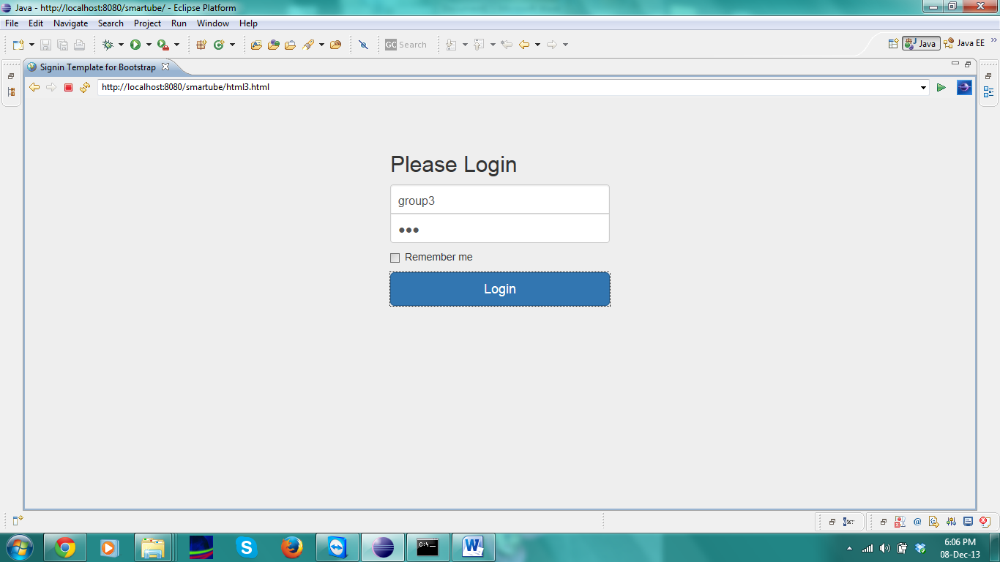 Java - http://localhost:8080/smartube/ - Eclipse Platform
File Edit Navigate Search Project Run Window Help
GC Search Java Java EE
Signin Template for Bootstrap
http://localhost:8080/smartube/html3.html
Please Login
group3
●●●
Remember me
Login
6:06 PM
08-Dec-13